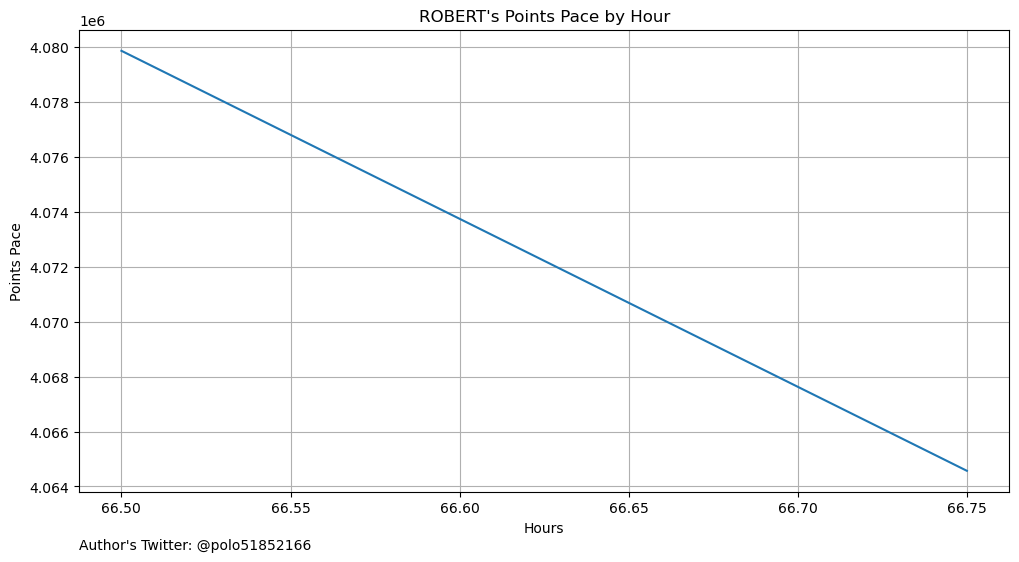 ROBERT's Points Pace by Hour
1e6
4.080
4.078
4.076
4.074
4.072
4.070
4.068
4.066
4.064
Points Pace
66.50 66.55 66.60 66.65 66.70 66.75
Hours
Author's Twitter: @polo51852166